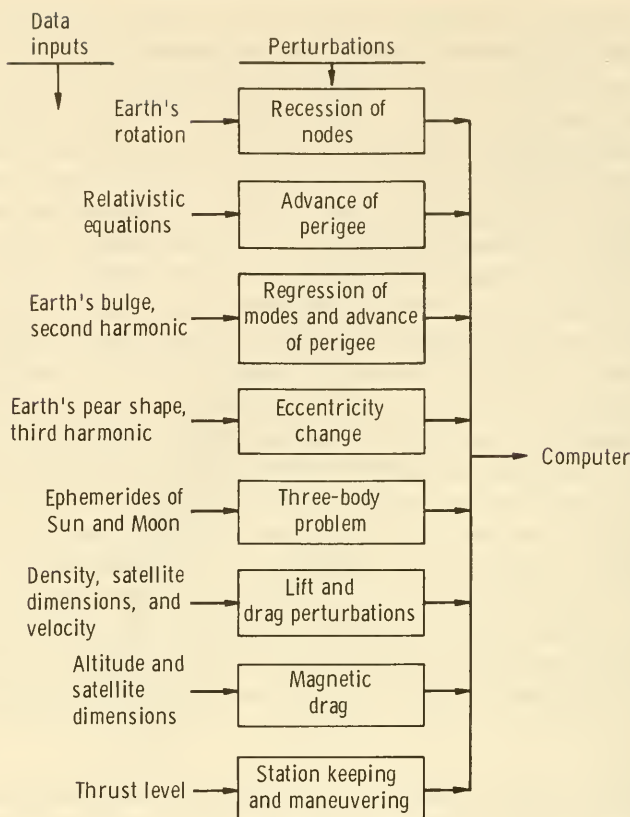 Data
inputs
Perturbations
Earth's
rotation
Recession of
nodes
Relativistic
equations
Advance of
perigee
Earth's bulge,
second harmonic
Regression of
modes and advance
of perigee
Earth's pear shape,
third harmonic
Eccentricity
change
Computer
Ephemerides of
Sun and Moon
Three-body
problem
Density, satellite
dimensions, and
velocity
Lift and
drag perturbations
Altitude and
satellite
dimensions
Magnetic
drag
Thrust level
Station keeping
and maneuvering